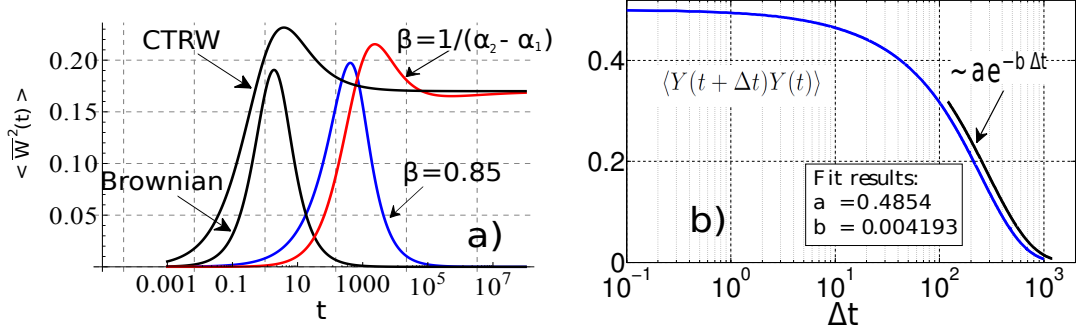 CTRW
β=1/(α₂ - α₁)
Brownian
β=0.85
a)
0.20
0.15
0.10
0.05
< W̅²(t) >
0.001 0.1 10 1000 10⁵ 10⁷
t
⟨Y(t + Δt)Y(t)⟩
~ae⁻ᵇ ᐞᵗ
Fit results:
a =0.4854
b = 0.004193
b)
0.4
0.2
0
10⁻¹ 10⁰ 10¹ 10² 10³
Δt